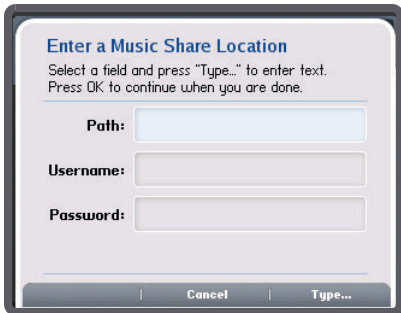 Enter a Music Share Location
Select a field and press "Type..." to enter text.
Press OK to continue when you are done.
Path:
Username:
Password:
Cancel
Type...